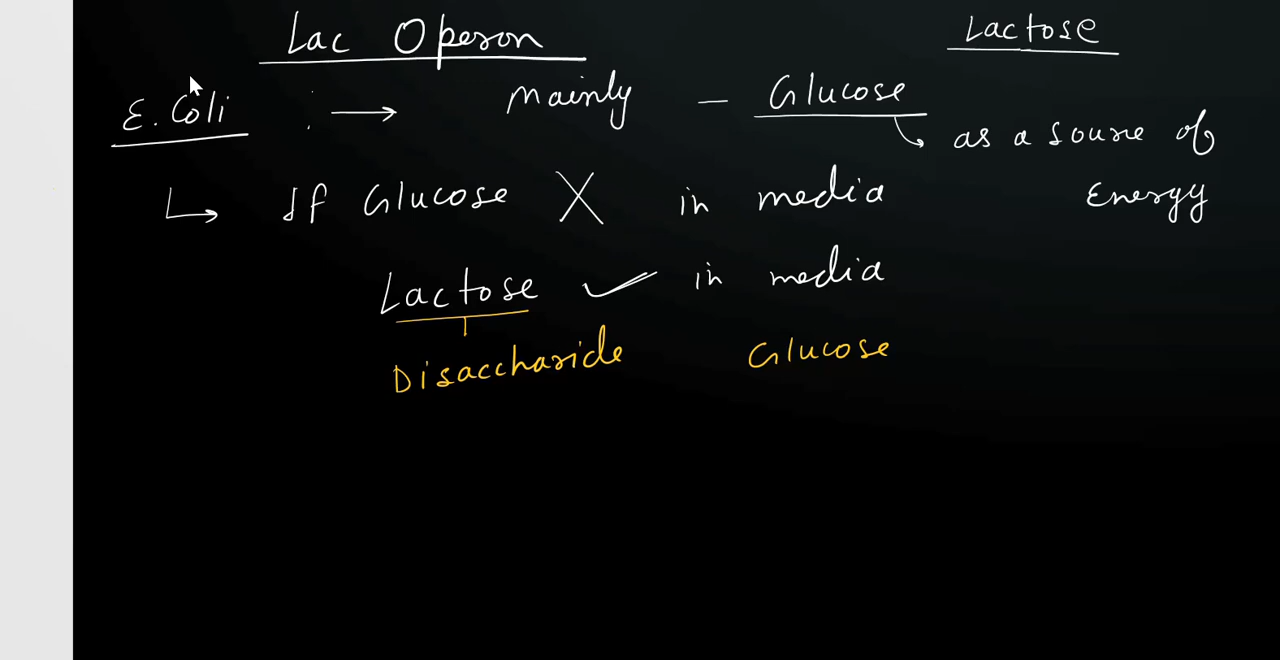 Lac Operon Lactose
E. Coli : → mainly – Glucose
↳ as a source of
Energy
↳ If Glucose X in media
Lactose ✓ in media
Disaccharide Glucose